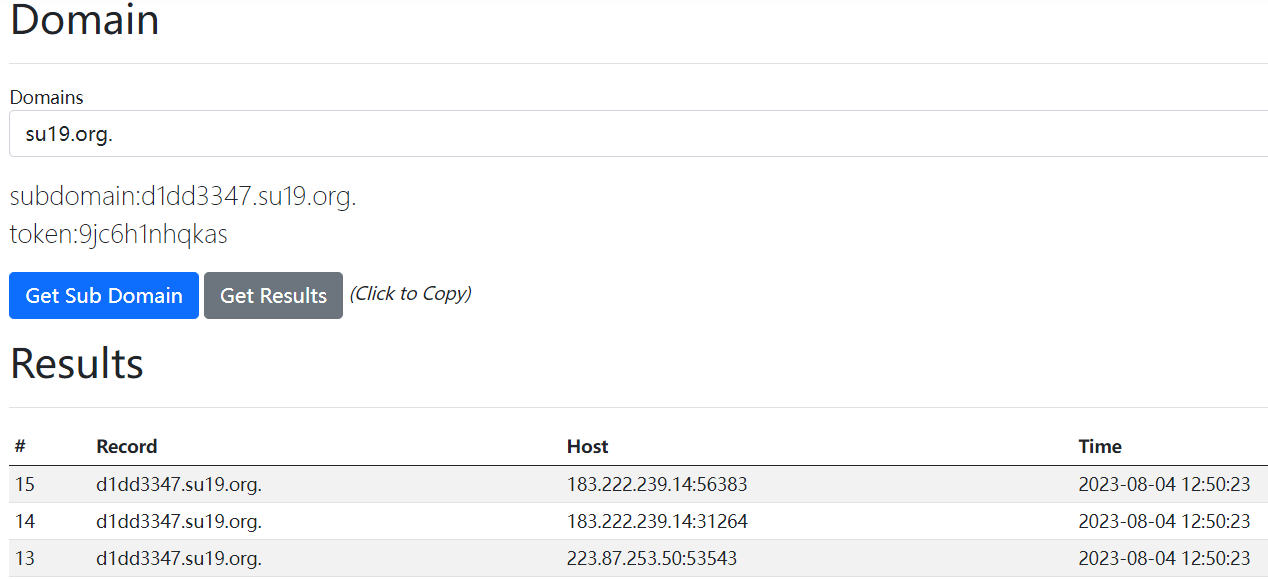 Domain
Domains
su19.org.
subdomain:d1dd3347.su19.org.
token:9jc6h1nhqkas
Get Sub Domain Get Results (Click to Copy)
Results
# Record Host Time
15 d1dd3347.su19.org. 183.222.239.14:56383 2023-08-04 12:50:23
14 d1dd3347.su19.org. 183.222.239.14:31264 2023-08-04 12:50:23
13 d1dd3347.su19.org. 223.87.253.50:53543 2023-08-04 12:50:23